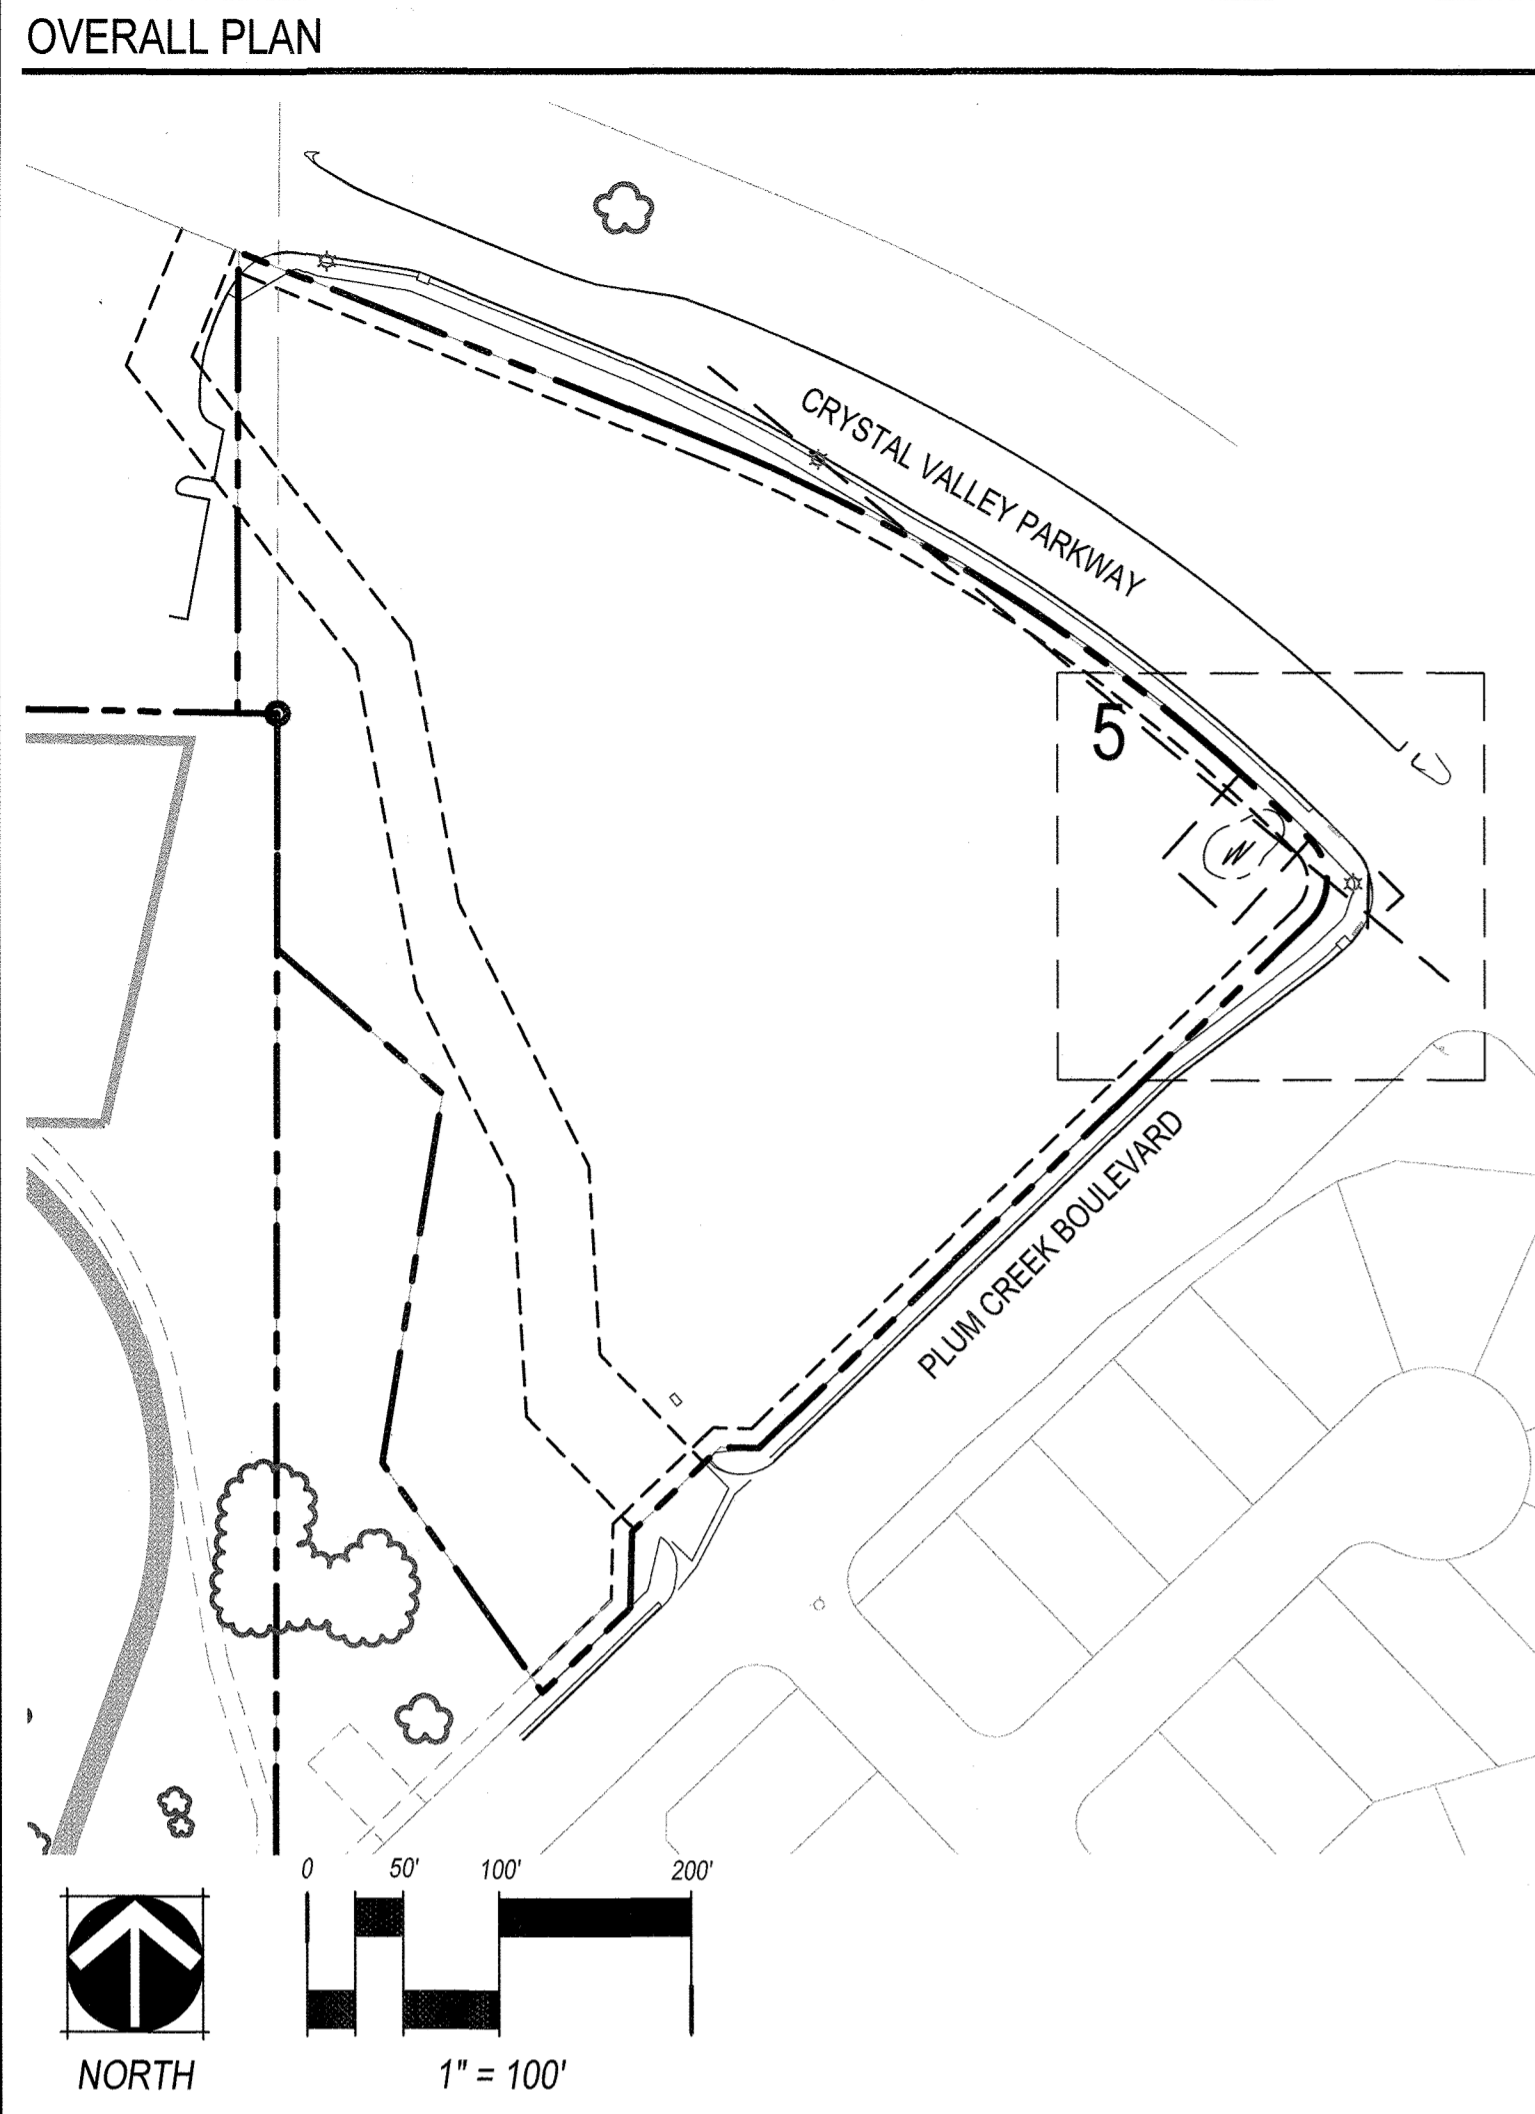 OVERALL PLAN
CRYSTAL VALLEY PARKWAY
5
PLUM CREEK BOULEVARD
0 50' 100' 200'
NORTH
1" = 100'